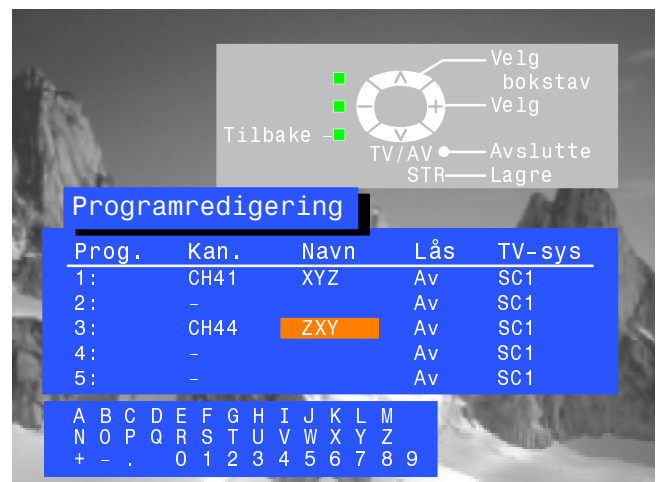 Velg
bokstav
Velg
Tilbake
TV/AV Avslutte
STR Lagre
Programredigering
Prog. Kan. Navn Lås TV-sys
1: CH41 XYZ Av SC1
2: - Av SC1
3: CH44 ZXY Av SC1
4: - Av SC1
5: - Av SC1
A B C D E F G H I J K L M
N O P Q R S T U V W X Y Z
+ - . 0 1 2 3 4 5 6 7 8 9